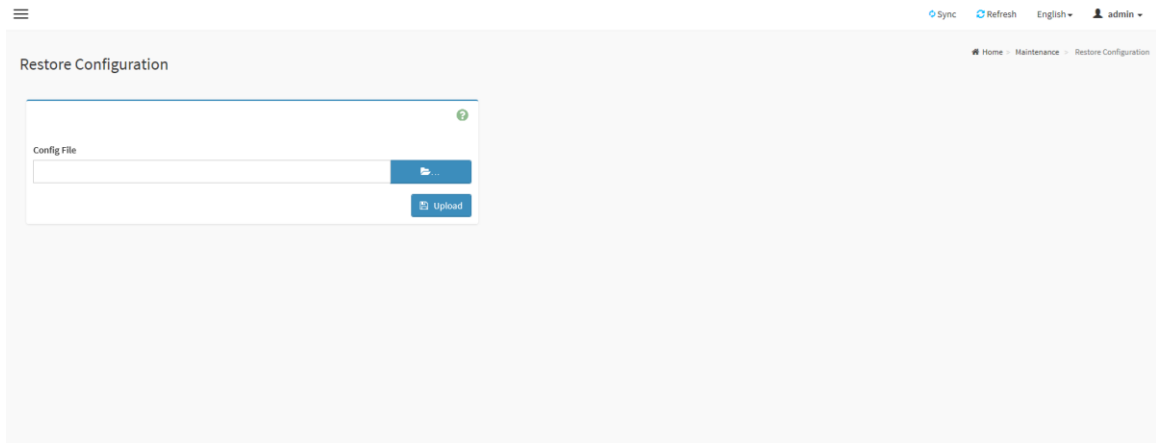 Sync Refresh English admin
Home > Maintenance > Restore Configuration
Restore Configuration
Config File
...
Upload